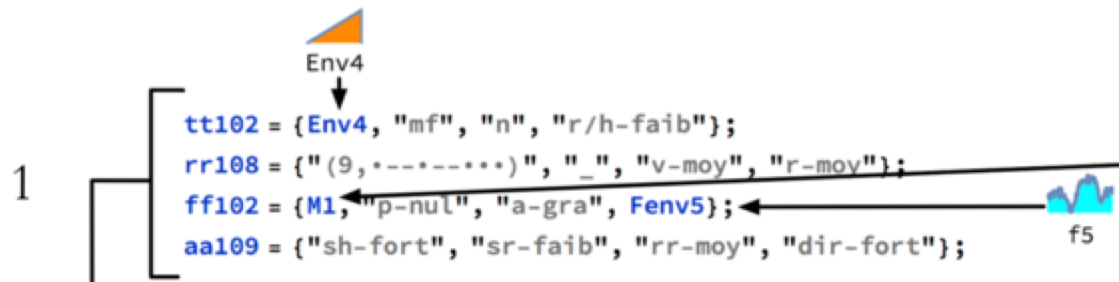 Env4
tt102 = {Env4, "mf", "n", "r/h-faib"};
1
rr108 = {"(9,•--•--•••)", "_", "v-moy", "r-moy"};
ff102 = {M1, "p-nul", "a-gra", Fenv5};
f5
aa109 = {"sh-fort", "sr-faib", "rr-moy", "dir-fort"};